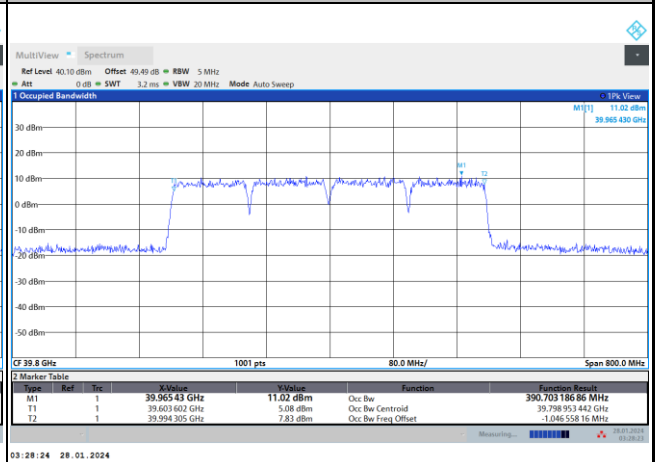 MultiView Spectrum
Ref Level 40.10 dBm Offset 49.49 dB RBW 5 MHz
Att 0 dB SWT 3.2 ms VBW 20 MHz Mode Auto Sweep
1 Occupied Bandwidth 1Pk View
M1[1] 11.02 dBm
39.965 430 GHz
30 dBm
20 dBm
M1
T1 T2
10 dBm
0 dBm
-10 dBm
-20 dBm
-30 dBm
-40 dBm
-50 dBm
CF 39.8 GHz 1001 pts 80.0 MHz/ Span 800.0 MHz
2 Marker Table
Type Ref Trc X-Value Y-Value Function Function Result
M1 1 39.96543 GHz 11.02 dBm Occ Bw 390.703 186 86 MHz
T1 1 39.603 602 GHz 5.08 dBm Occ Bw Centroid 39.798 953 442 GHz
T2 1 39.994 305 GHz 7.83 dBm Occ Bw Freq Offset -1.046 558 16 MHz
Measuring... 28.01.2024
03:28:23
03:28:24 28.01.2024